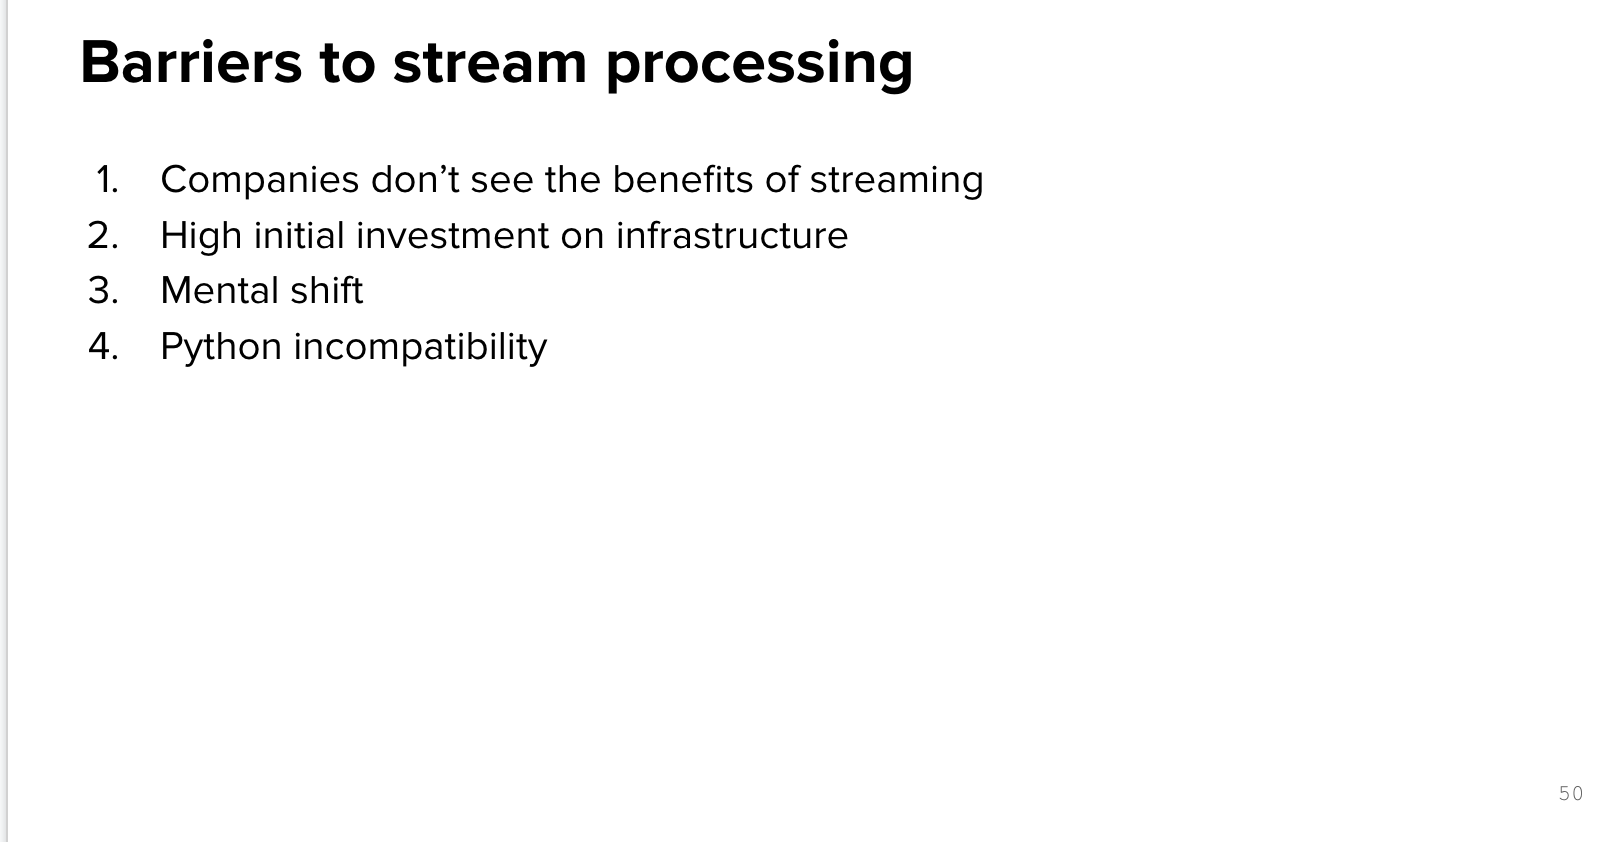 Barriers to stream processing
1. Companies don’t see the benefits of streaming
2. High initial investment on infrastructure
3. Mental shift
4. Python incompatibility
50